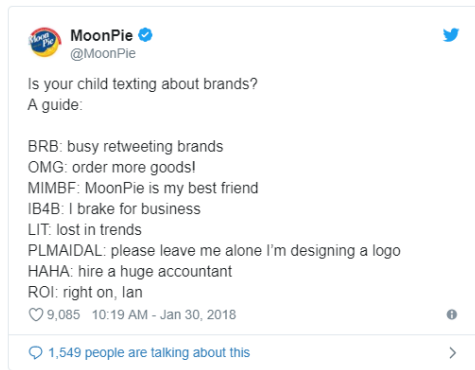 Moon Pie
MoonPie
@MoonPie
Is your child texting about brands?
A guide:
BRB: busy retweeting brands
OMG: order more goods!
MIMBF: MoonPie is my best friend
IB4B: I brake for business
LIT: lost in trends
PLMAIDAL: please leave me alone I’m designing a logo
HAHA: hire a huge accountant
ROI: right on, Ian
9,085 10:19 AM - Jan 30, 2018
1,549 people are talking about this